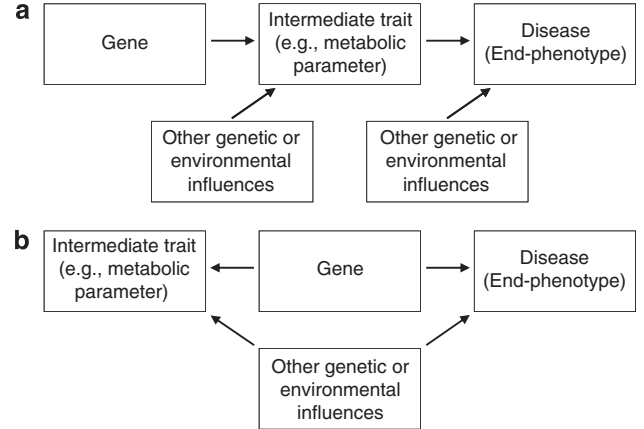 a
Gene
Intermediate trait
(e.g., metabolic
parameter)
Disease
(End-phenotype)
Other genetic or
environmental
influences
Other genetic or
environmental
influences
b
Intermediate trait
(e.g., metabolic
parameter)
Gene
Disease
(End-phenotype)
Other genetic or
environmental
influences